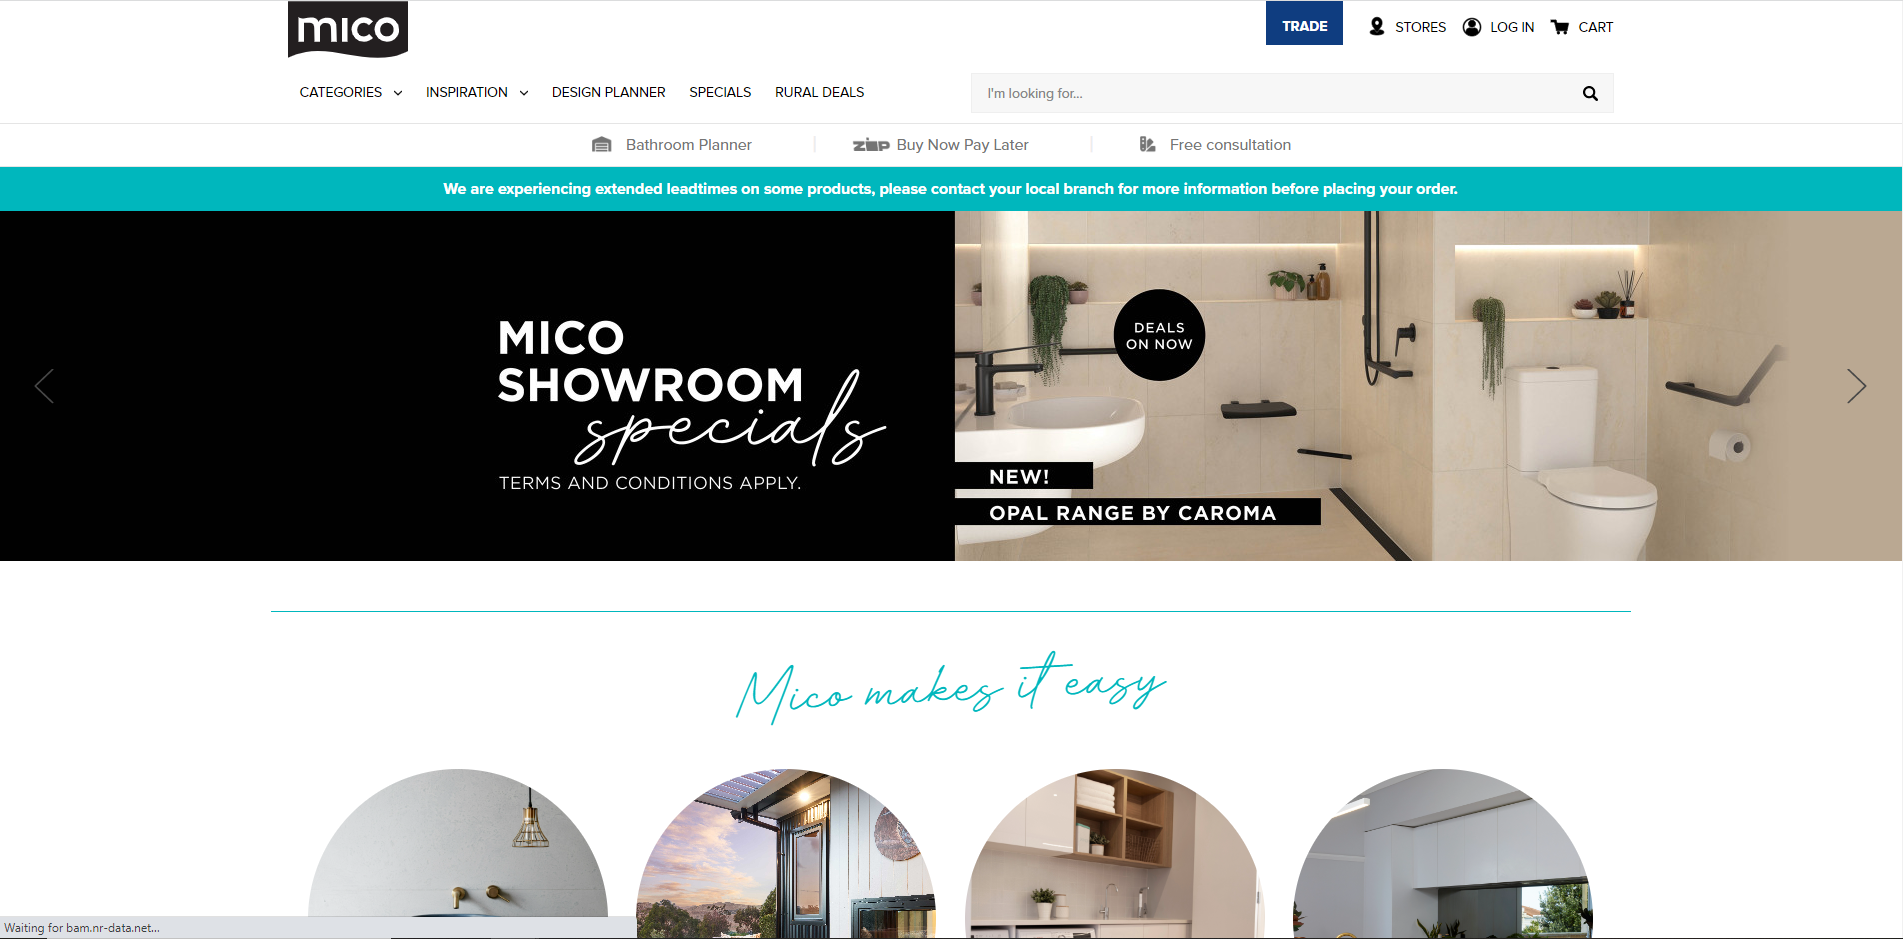 mico
TRADE
STORES
LOG IN
CART
CATEGORIES
INSPIRATION
DESIGN PLANNER
SPECIALS
RURAL DEALS
I'm looking for...
Bathroom Planner
zip Buy Now Pay Later
Free consultation
We are experiencing extended leadtimes on some products, please contact your local branch for more information before placing your order.
MICO
SHOWROOM
specials
TERMS AND CONDITIONS APPLY.
DEALS
ON NOW
NEW!
OPAL RANGE BY CAROMA
Mico makes it easy
Waiting for bam.nr-data.net...